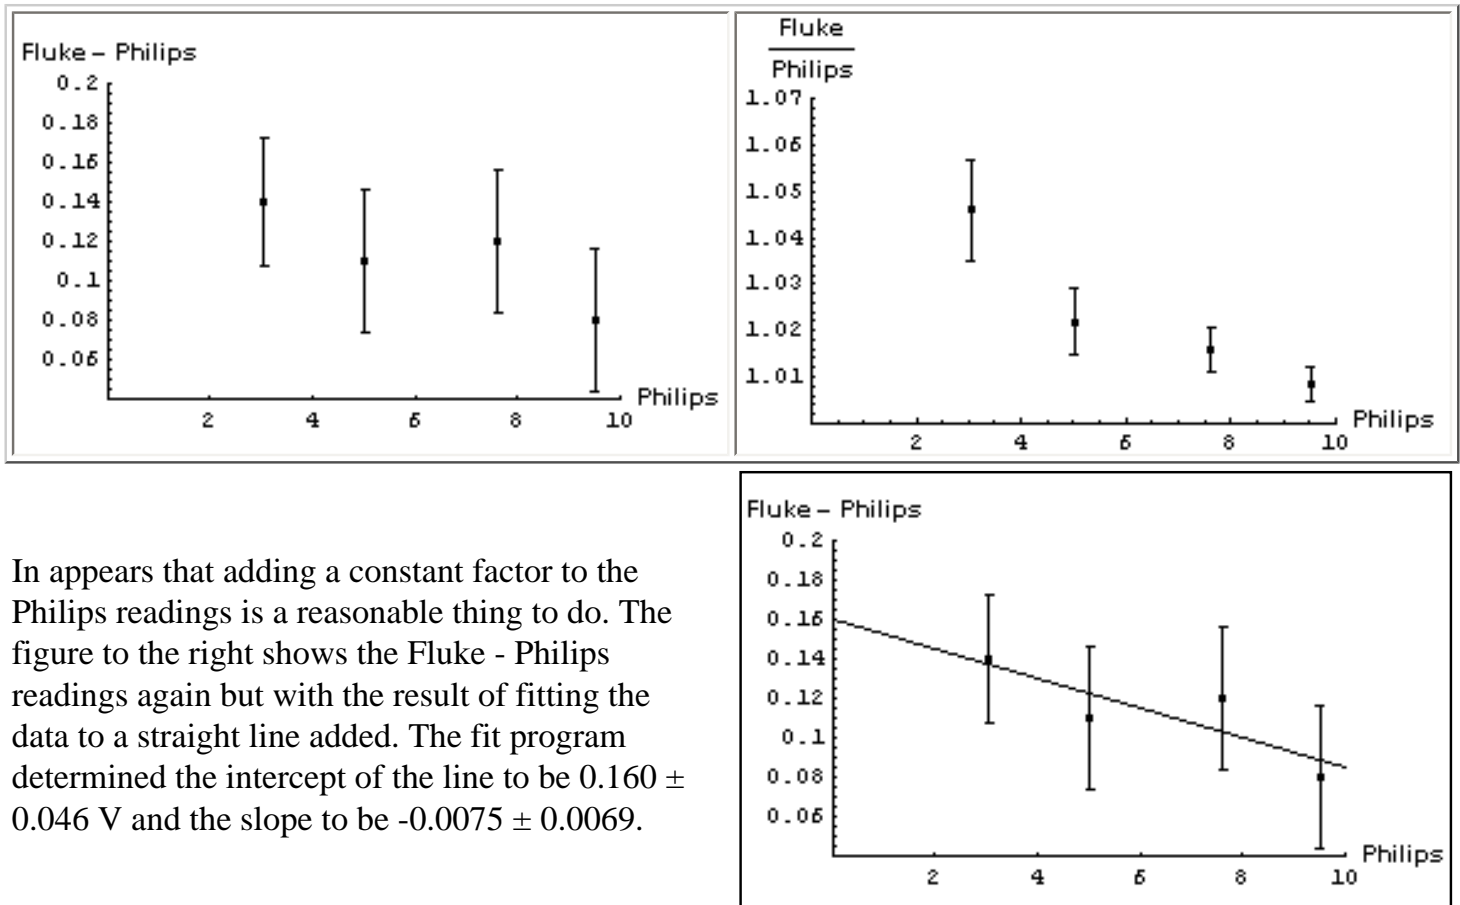 Fluke – Philips
0.2
0.18
0.16
0.14
0.12
0.1
0.08
0.06
2 4 6 8 10
Philips
Fluke
Philips
1.07
1.06
1.05
1.04
1.03
1.02
1.01
2 4 6 8 10
Philips
In appears that adding a constant factor to the
Philips readings is a reasonable thing to do. The
figure to the right shows the Fluke - Philips
readings again but with the result of fitting the
data to a straight line added. The fit program
determined the intercept of the line to be 0.160 ±
0.046 V and the slope to be -0.0075 ± 0.0069.
Fluke – Philips
0.2
0.18
0.16
0.14
0.12
0.1
0.08
0.06
2 4 6 8 10
Philips